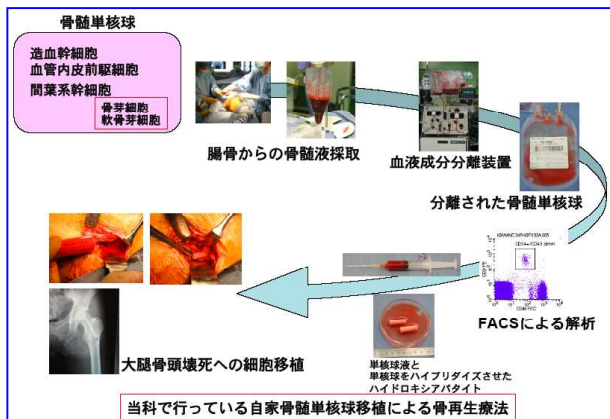 骨髄単核球
造血幹細胞
血管内皮前駆細胞
間葉系幹細胞
骨芽細胞
軟骨芽細胞
腸骨からの骨髄液採取
血液成分分離装置
分離された骨髄単核球
FACSによる解析
単核球液と
単核球をハイブリダイズさせた
ハイドロキシアパタイト
大腿骨頭壊死への細胞移植
当科で行っている自家骨髄単核球移植による骨再生療法